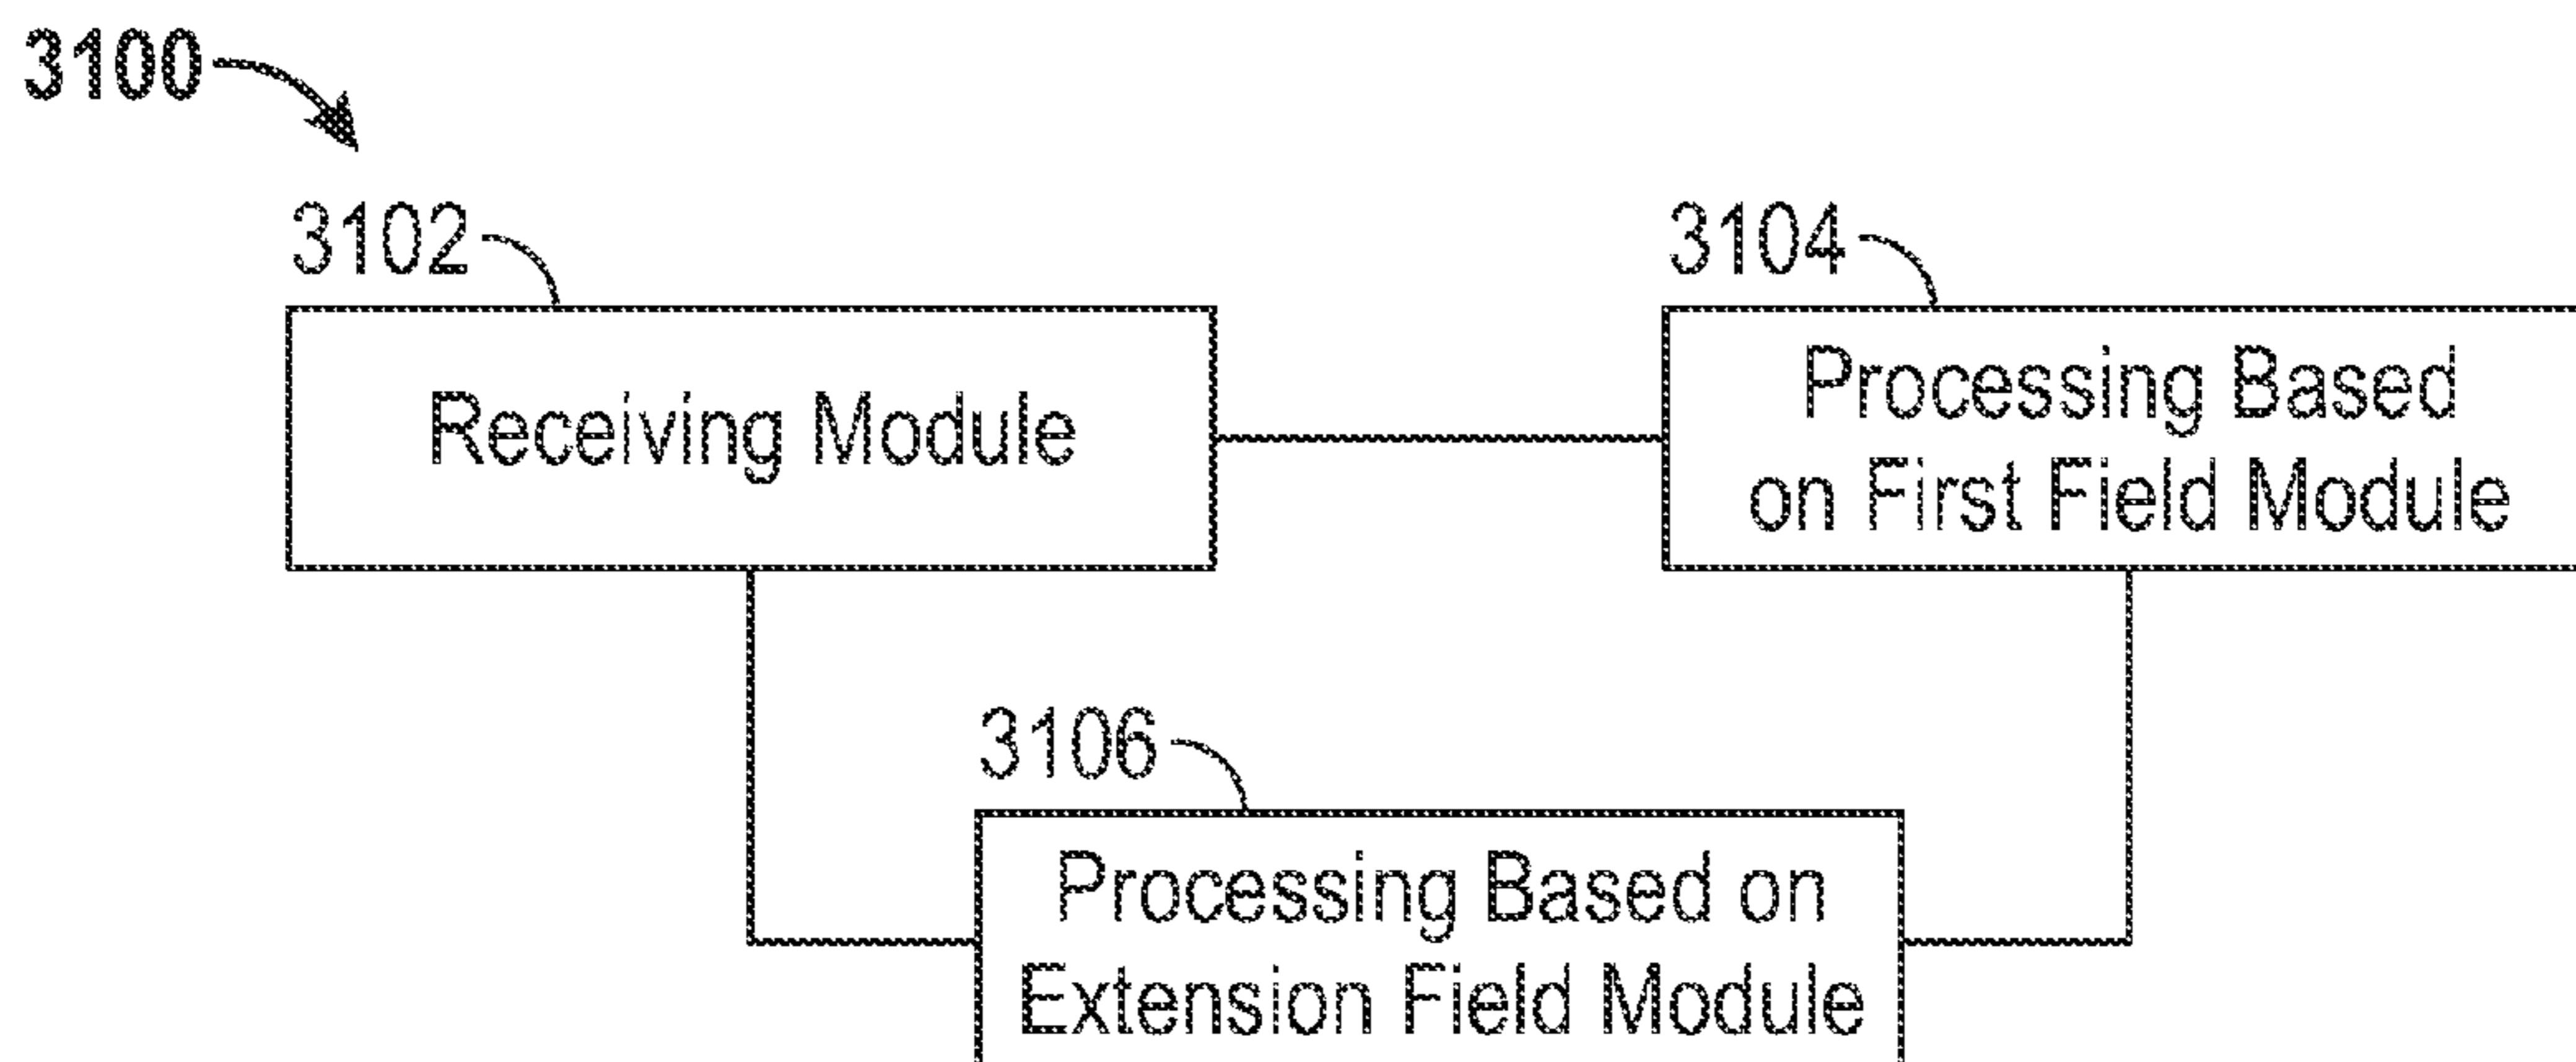 3100
3102
3104
Receiving Module
Processing Based
on First Field Module
3106
Processing Based on
Extension Field Module